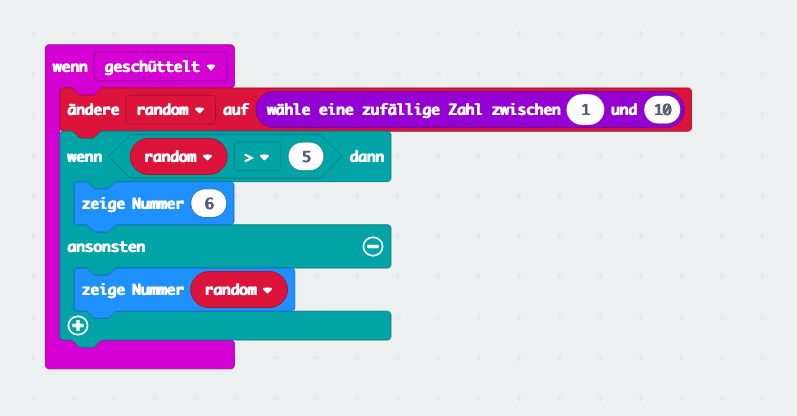 wenn geschüttelt
ändere random auf wähle eine zufällige Zahl zwischen 1 und 10
wenn random > 5 dann
zeige Nummer 6
ansonsten
zeige Nummer random